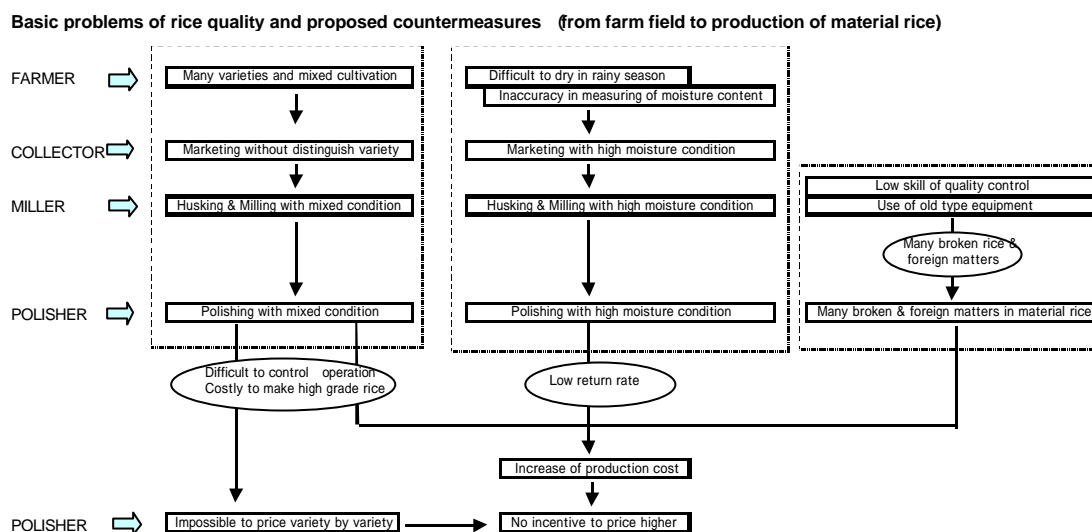 Basic problems of rice quality and proposed countermeasures (from farm field to production of material rice)
FARMER
Many varieties and mixed cultivation
Difficult to dry in rainy season
Inaccuracy in measuring of moisture content
COLLECTOR
Marketing without distinguish variety
Marketing with high moisture condition
Low skill of quality control
MILLER
Husking & Milling with mixed condition
Husking & Milling with high moisture condition
Use of old type equipment
Many broken rice &
foreign matters
POLISHER
Polishing with mixed condition
Polishing with high moisture condition
Many broken & foreign matters in material rice
Difficult to control operation
Costly to make high grade rice
Low return rate
Increase of production cost
POLISHER
Impossible to price variety by variety
No incentive to price higher